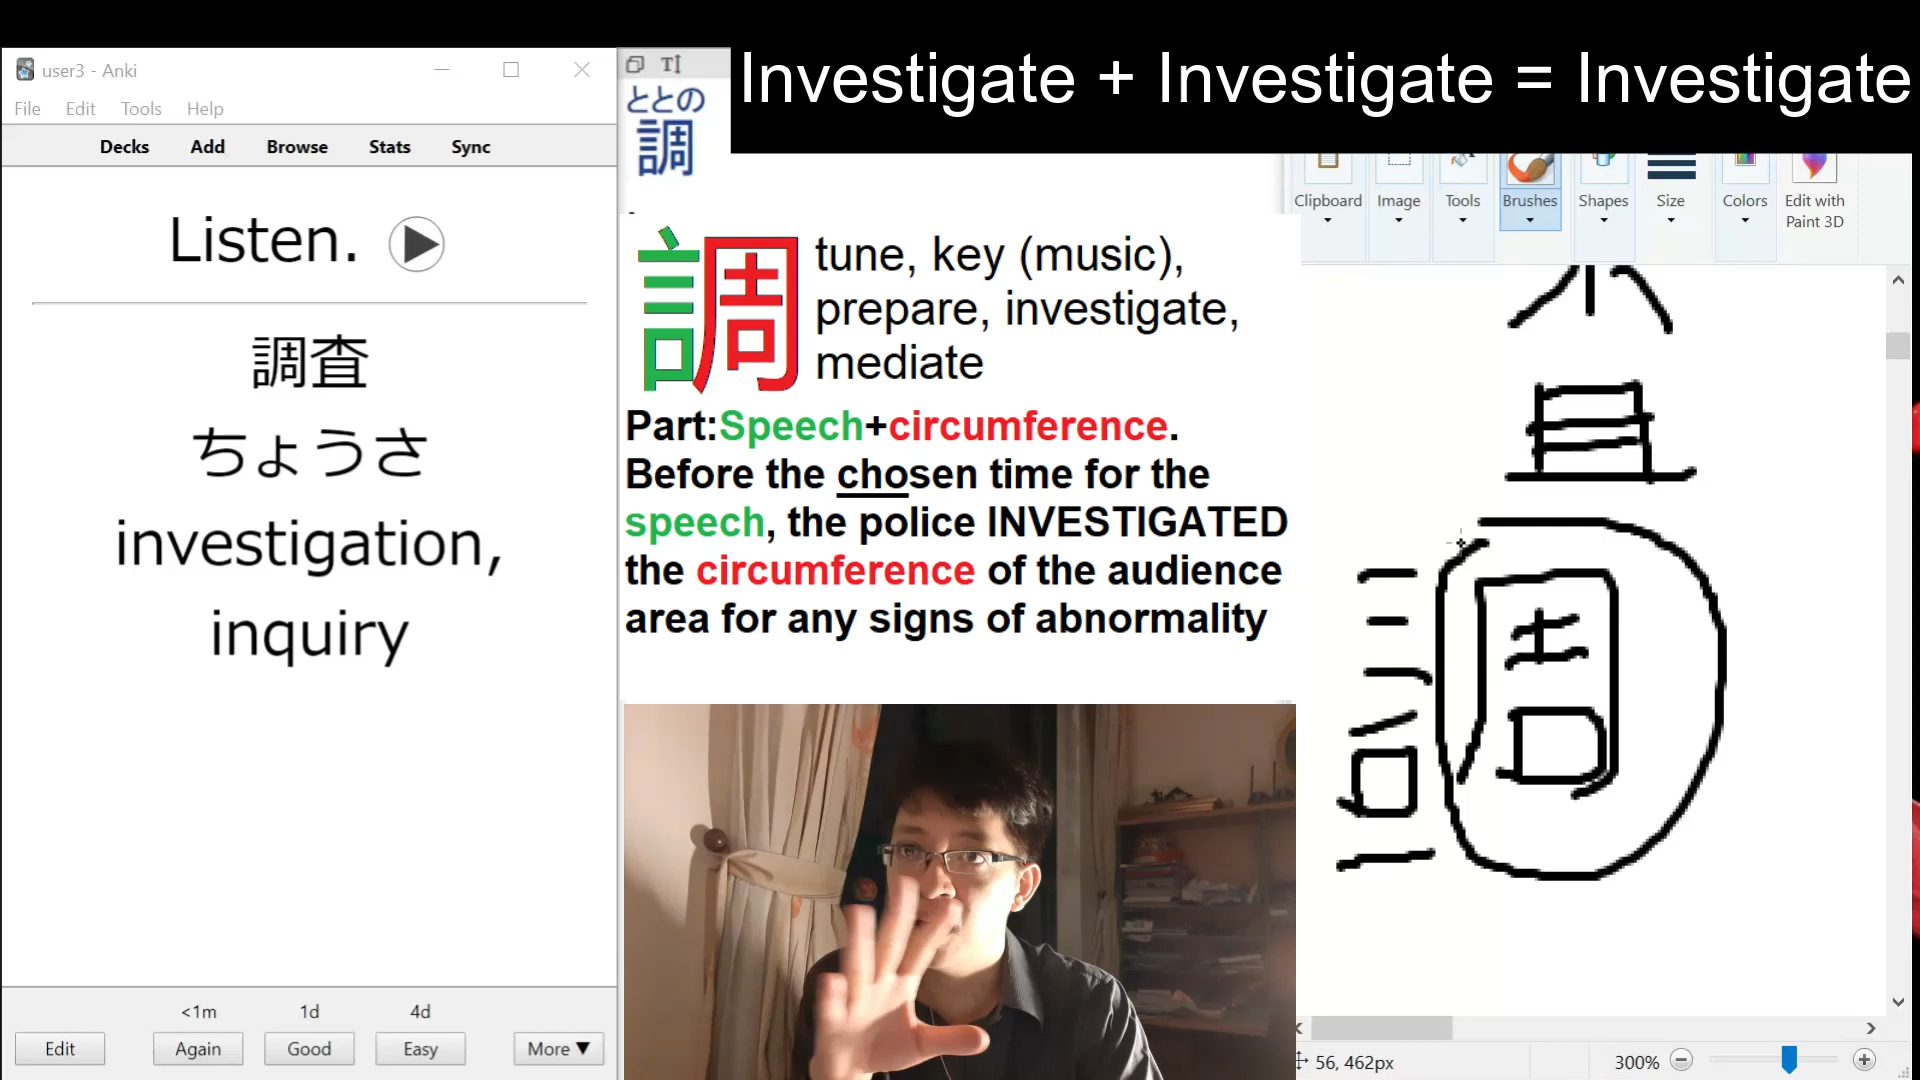 Investigate + Investigate = Investigate
user3 - Anki
File Edit Tools Help
Decks Add Browse Stats Sync
Listen.
調査
ちょうさ
investigation,
inquiry
<1m 1d 4d
Edit Again Good Easy More ▼
ととの
調
調
tune, key (music),
prepare, investigate,
mediate
Part:Speech+circumference.
Before the chosen time for the
speech, the police INVESTIGATED
the circumference of the audience
area for any signs of abnormality
Clipboard Image Tools Brushes Shapes Size Colors Edit with
Paint 3D
調
56, 462px
300%